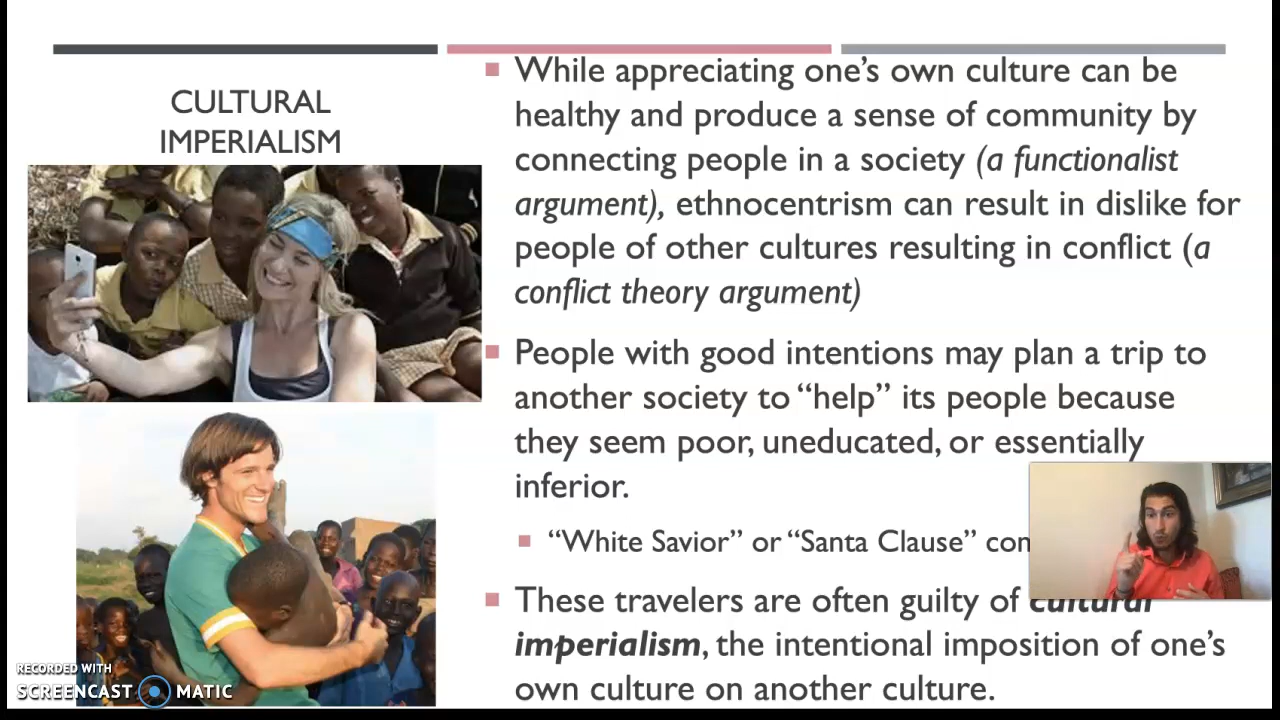 CULTURAL
IMPERIALISM
While appreciating one's own culture can be
healthy and produce a sense of community by
connecting people in a society (a functionalist
argument), ethnocentrism can result in dislike for
people of other cultures resulting in conflict (a
conflict theory argument)
People with good intentions may plan a trip to
another society to “help” its people because
they seem poor, uneducated, or essentially
inferior.
“White Savior” or “Santa Clause”
These travelers are often guilty of cultural
imperialism, the intentional imposition of one's
own culture on another culture.
RECORDED WITH
SCREENCAST MATIC